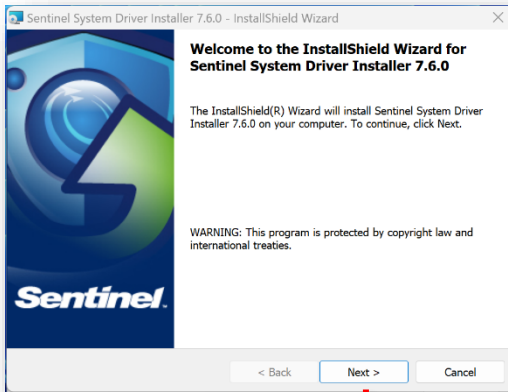 Sentinel System Driver Installer 7.6.0 - InstallShield Wizard
Welcome to the InstallShield Wizard for
Sentinel System Driver Installer 7.6.0
The InstallShield(R) Wizard will install Sentinel System Driver
Installer 7.6.0 on your computer. To continue, click Next.
WARNING: This program is protected by copyright law and
international treaties.
Sentinel™
< Back
Next >
Cancel